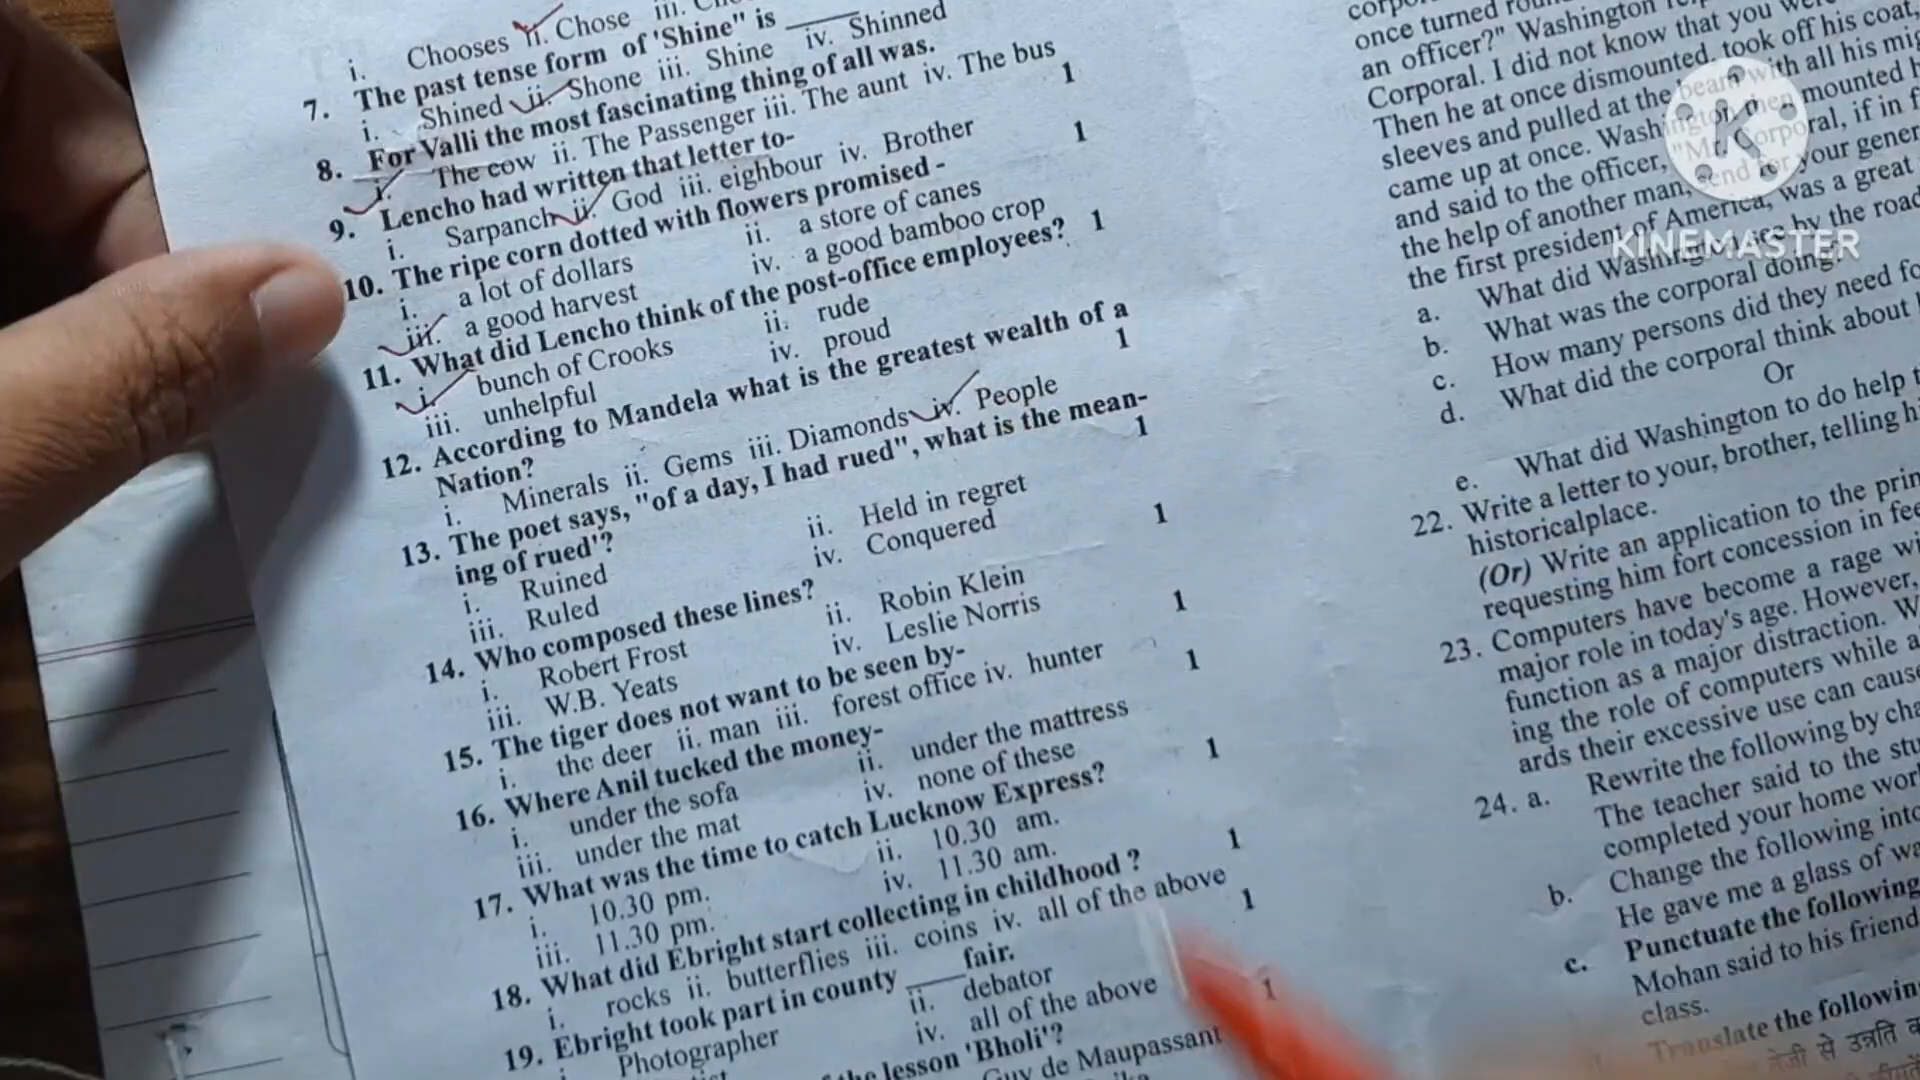 i. Chooses ii. Chose iii.
7. The past tense form of 'Shine" is ______
i. Shined ii. Shone iii. Shine iv. Shinned
8. For Valli the most fascinating thing of all was.
i. The cow ii. The Passenger iii. The aunt iv. The bus
9. Lencho had written that letter to- 1
i. Sarpanch ii. God iii. eighbour iv. Brother
10. The ripe corn dotted with flowers promised - 1
i. a lot of dollars ii. a store of canes
iii. a good harvest iv. a good bamboo crop
11. What did Lencho think of the post-office employees? 1
i. bunch of Crooks ii. rude
iii. unhelpful iv. proud
12. According to Mandela what is the greatest wealth of a
Nation? 1
i. Minerals ii. Gems iii. Diamonds iv. People
13. The poet says, "of a day, I had rued", what is the mean-
ing of rued'? 1
i. Ruined ii. Held in regret
iii. Ruled iv. Conquered
14. Who composed these lines? 1
i. Robert Frost ii. Robin Klein
iii. W.B. Yeats iv. Leslie Norris
15. The tiger does not want to be seen by- 1
i. the deer ii. man iii. forest office iv. hunter
16. Where Anil tucked the money- 1
i. under the sofa ii. under the mattress
iii. under the mat iv. none of these
17. What was the time to catch Lucknow Express? 1
i. 10.30 pm. ii. 10.30 am.
iii. 11.30 pm. iv. 11.30 am.
18. What did Ebright start collecting in childhood ? 1
i. rocks ii. butterflies iii. coins iv. all of the above
19. Ebright took part in county _____ fair. 1
i. Photographer ii. debator
iv. all of the above
the lesson 'Bholi'? 1
Guy de Maupassant
once turned
an officer?" Washington
Corporal. I did not know that you
Then he at once dismounted, took off his coat,
sleeves and pulled at the beam with all his
came up at once. Washington then mounted
and said to the officer, "Mr. Corporal, if in
the help of another man, send for your
the first president of America, was a great
a. What did Washington see by the
b. What was the corporal doing?
c. How many persons did they need
d. What did the corporal think about
Or
e. What did Washington to do help
22. Write a letter to your, brother, telling
historicalplace.
(Or) Write an application to the
requesting him fort concession in
23. Computers have become a rage
major role in today's age. However,
function as a major distraction.
ing the role of computers while
ards their excessive use can
24. a. Rewrite the following by
The teacher said to the
completed your home
b. Change the following into
He gave me a glass of
c. Punctuate the following
Mohan said to his friend
class.
Translate the following
से उन्नति
K
KINEMASTER